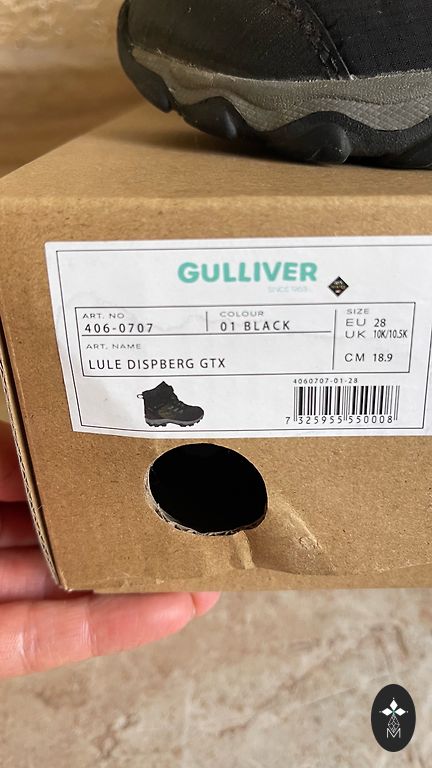 GULLIVER
SINCE 1953
ART. NO
406-0707
COLOUR
01 BLACK
SIZE
EU 28
UK 10K/10.5K
CM 18.9
ART. NAME
LULE DISPBERG GTX
4060707-01-28
7 325955 550008
M